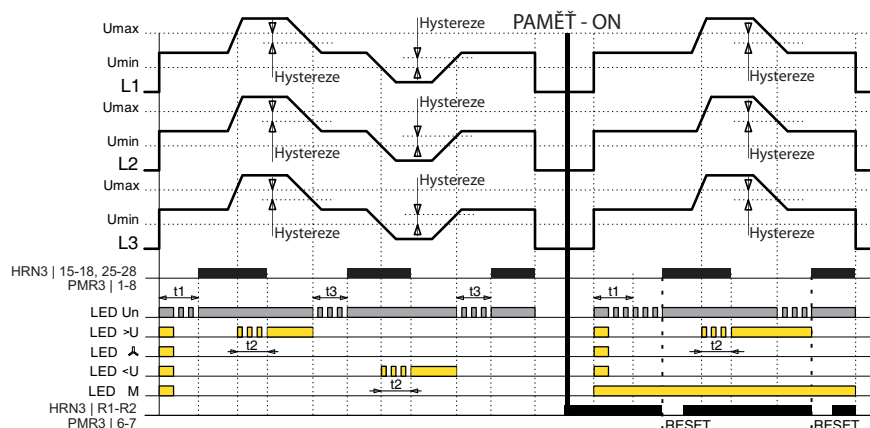 PAMĚŤ - ON
Umax
Hystereze
Umin
Hystereze
L1
Hystereze
Umax
Hystereze
Umin
Hystereze
L2
Hystereze
Umax
Hystereze
Umin
Hystereze
L3
Hystereze
HRN3 | 15-18, 25-28
PMR3 | 1-8
t1 t3 t3 t1
LED Un
LED >U
t2 t2
LED
LED <U
t2
LED M
HRN3 | R1-R2
PMR3 | 6-7
RESET RESET